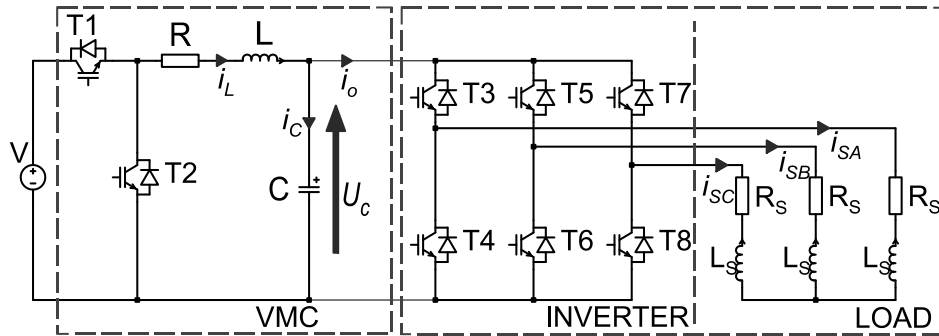 T1
R
L
i_L
i_o
T3
T5
T7
V
T2
i_C
C
U_c
i_SA
i_SB
i_SC
R_S
R_S
R_S
T4
T6
T8
L_S
L_S
L_S
VMC
INVERTER
LOAD